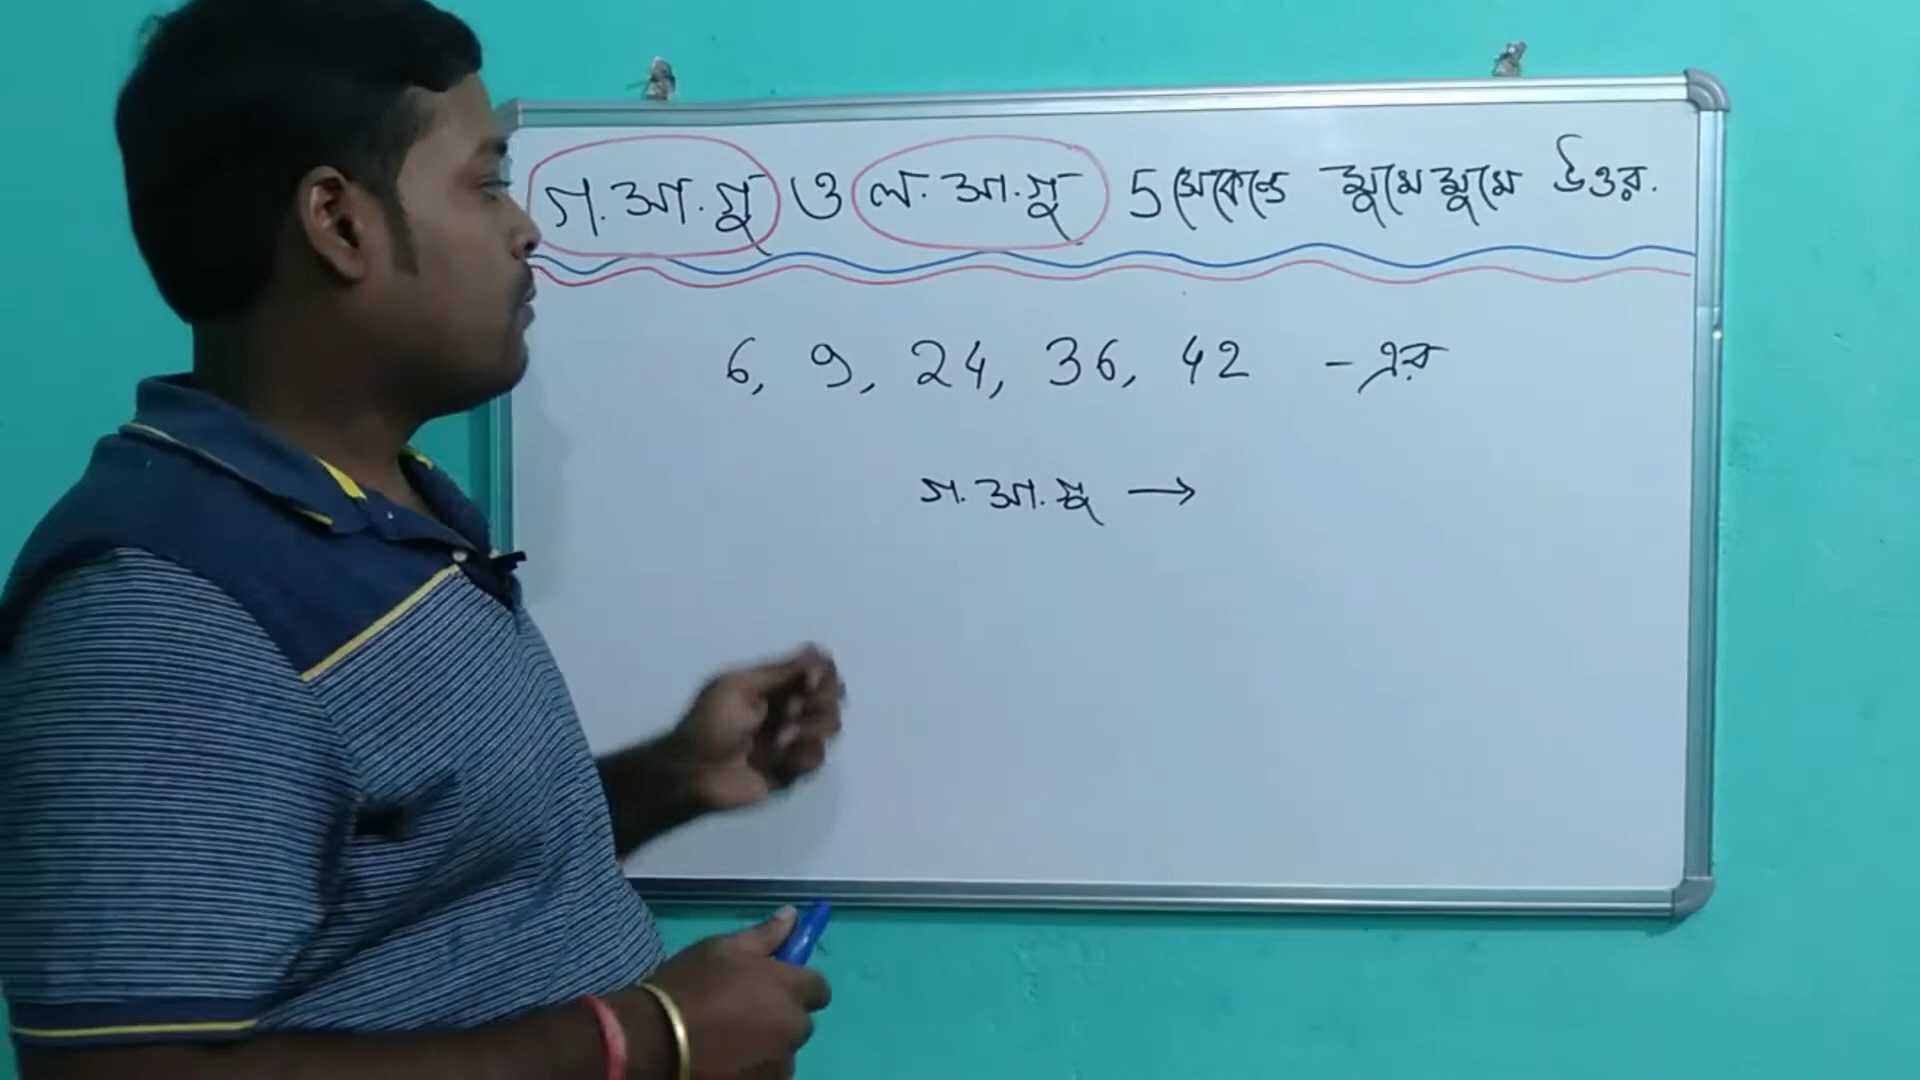 গ.সা.গু ও ল.সা.গু 5 সেকেন্ডে মুখে মুখে উত্তর.
6, 9, 24, 36, 42 - এর
গ.সা.গু →